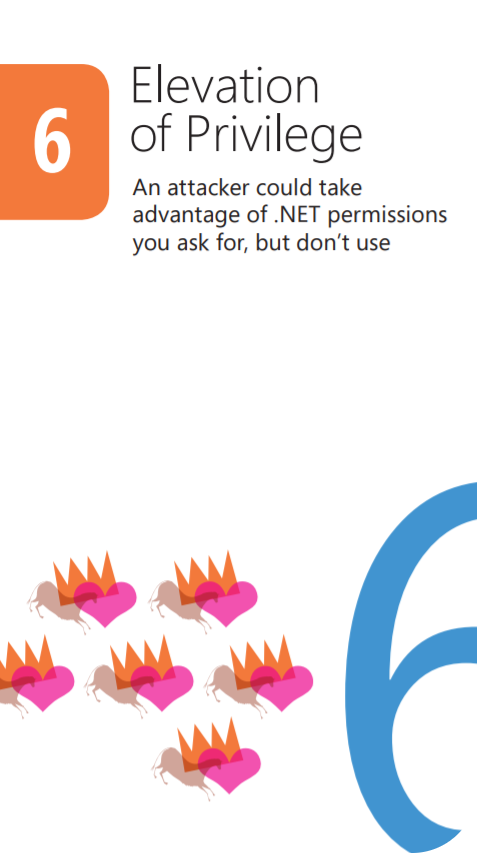 6
Elevation
of Privilege
An attacker could take
advantage of .NET permissions
you ask for, but don’t use
6